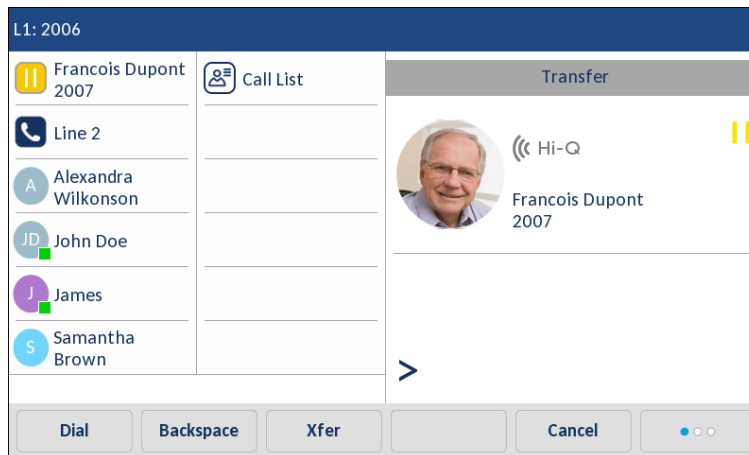 L1: 2006
Francois Dupont
2007
Line 2
A
Alexandra
Wilkonson
JD
John Doe
J
James
S
Samantha
Brown
Call List
Transfer
Hi-Q
Francois Dupont
2007
>
Dial
Backspace
Xfer
Cancel